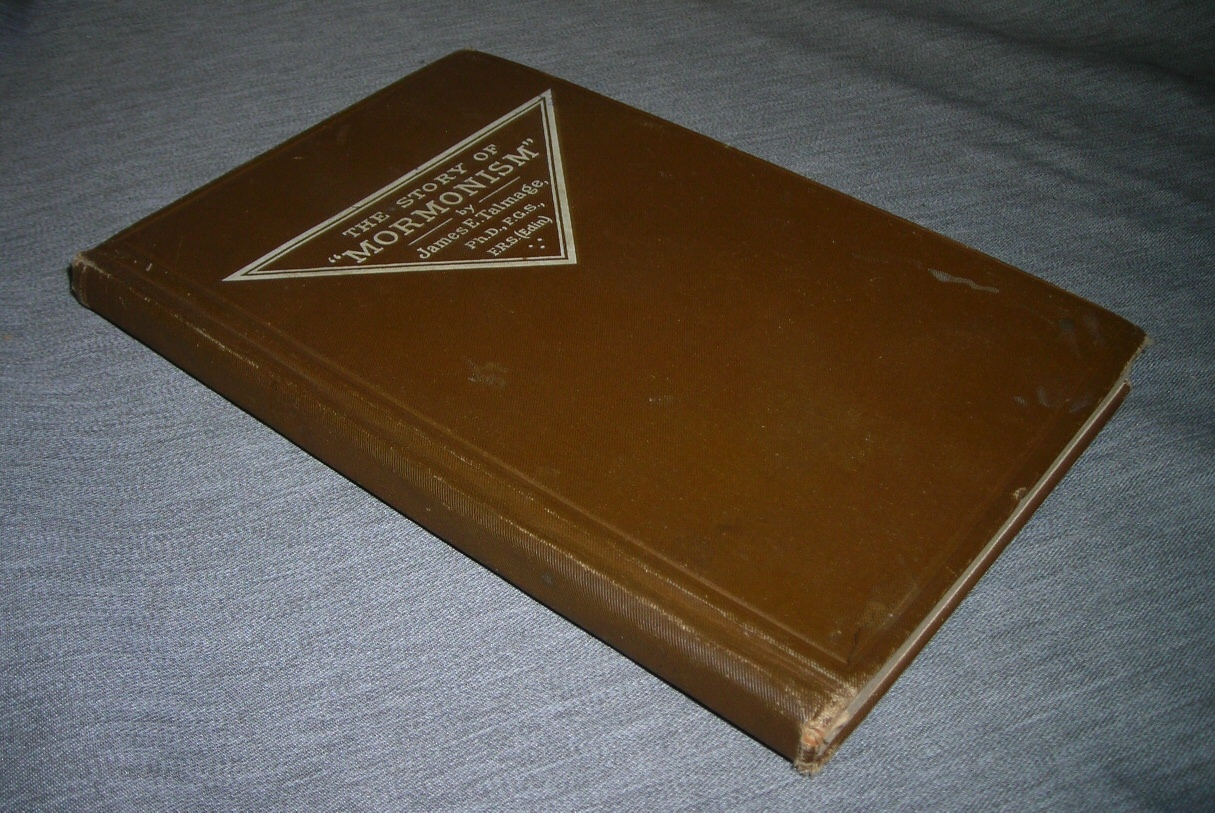 THE STORY OF
"MORMONISM"
by
James E. Talmage,
Ph.D., F.G.S.,
F.R.S. (Edin)